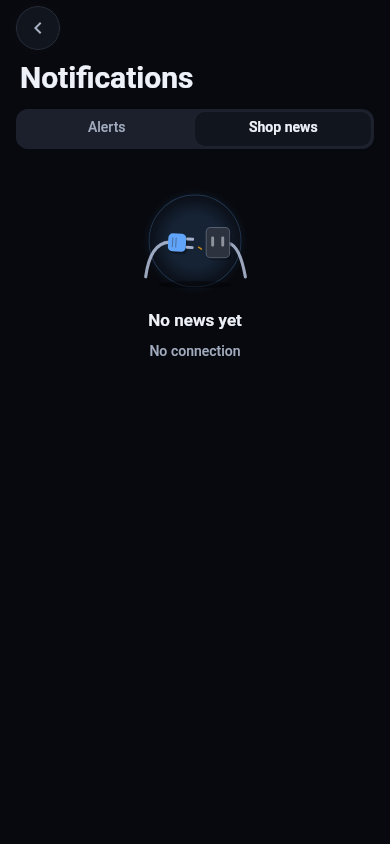 Notifications
Alerts
Shop news
No news yet
No connection